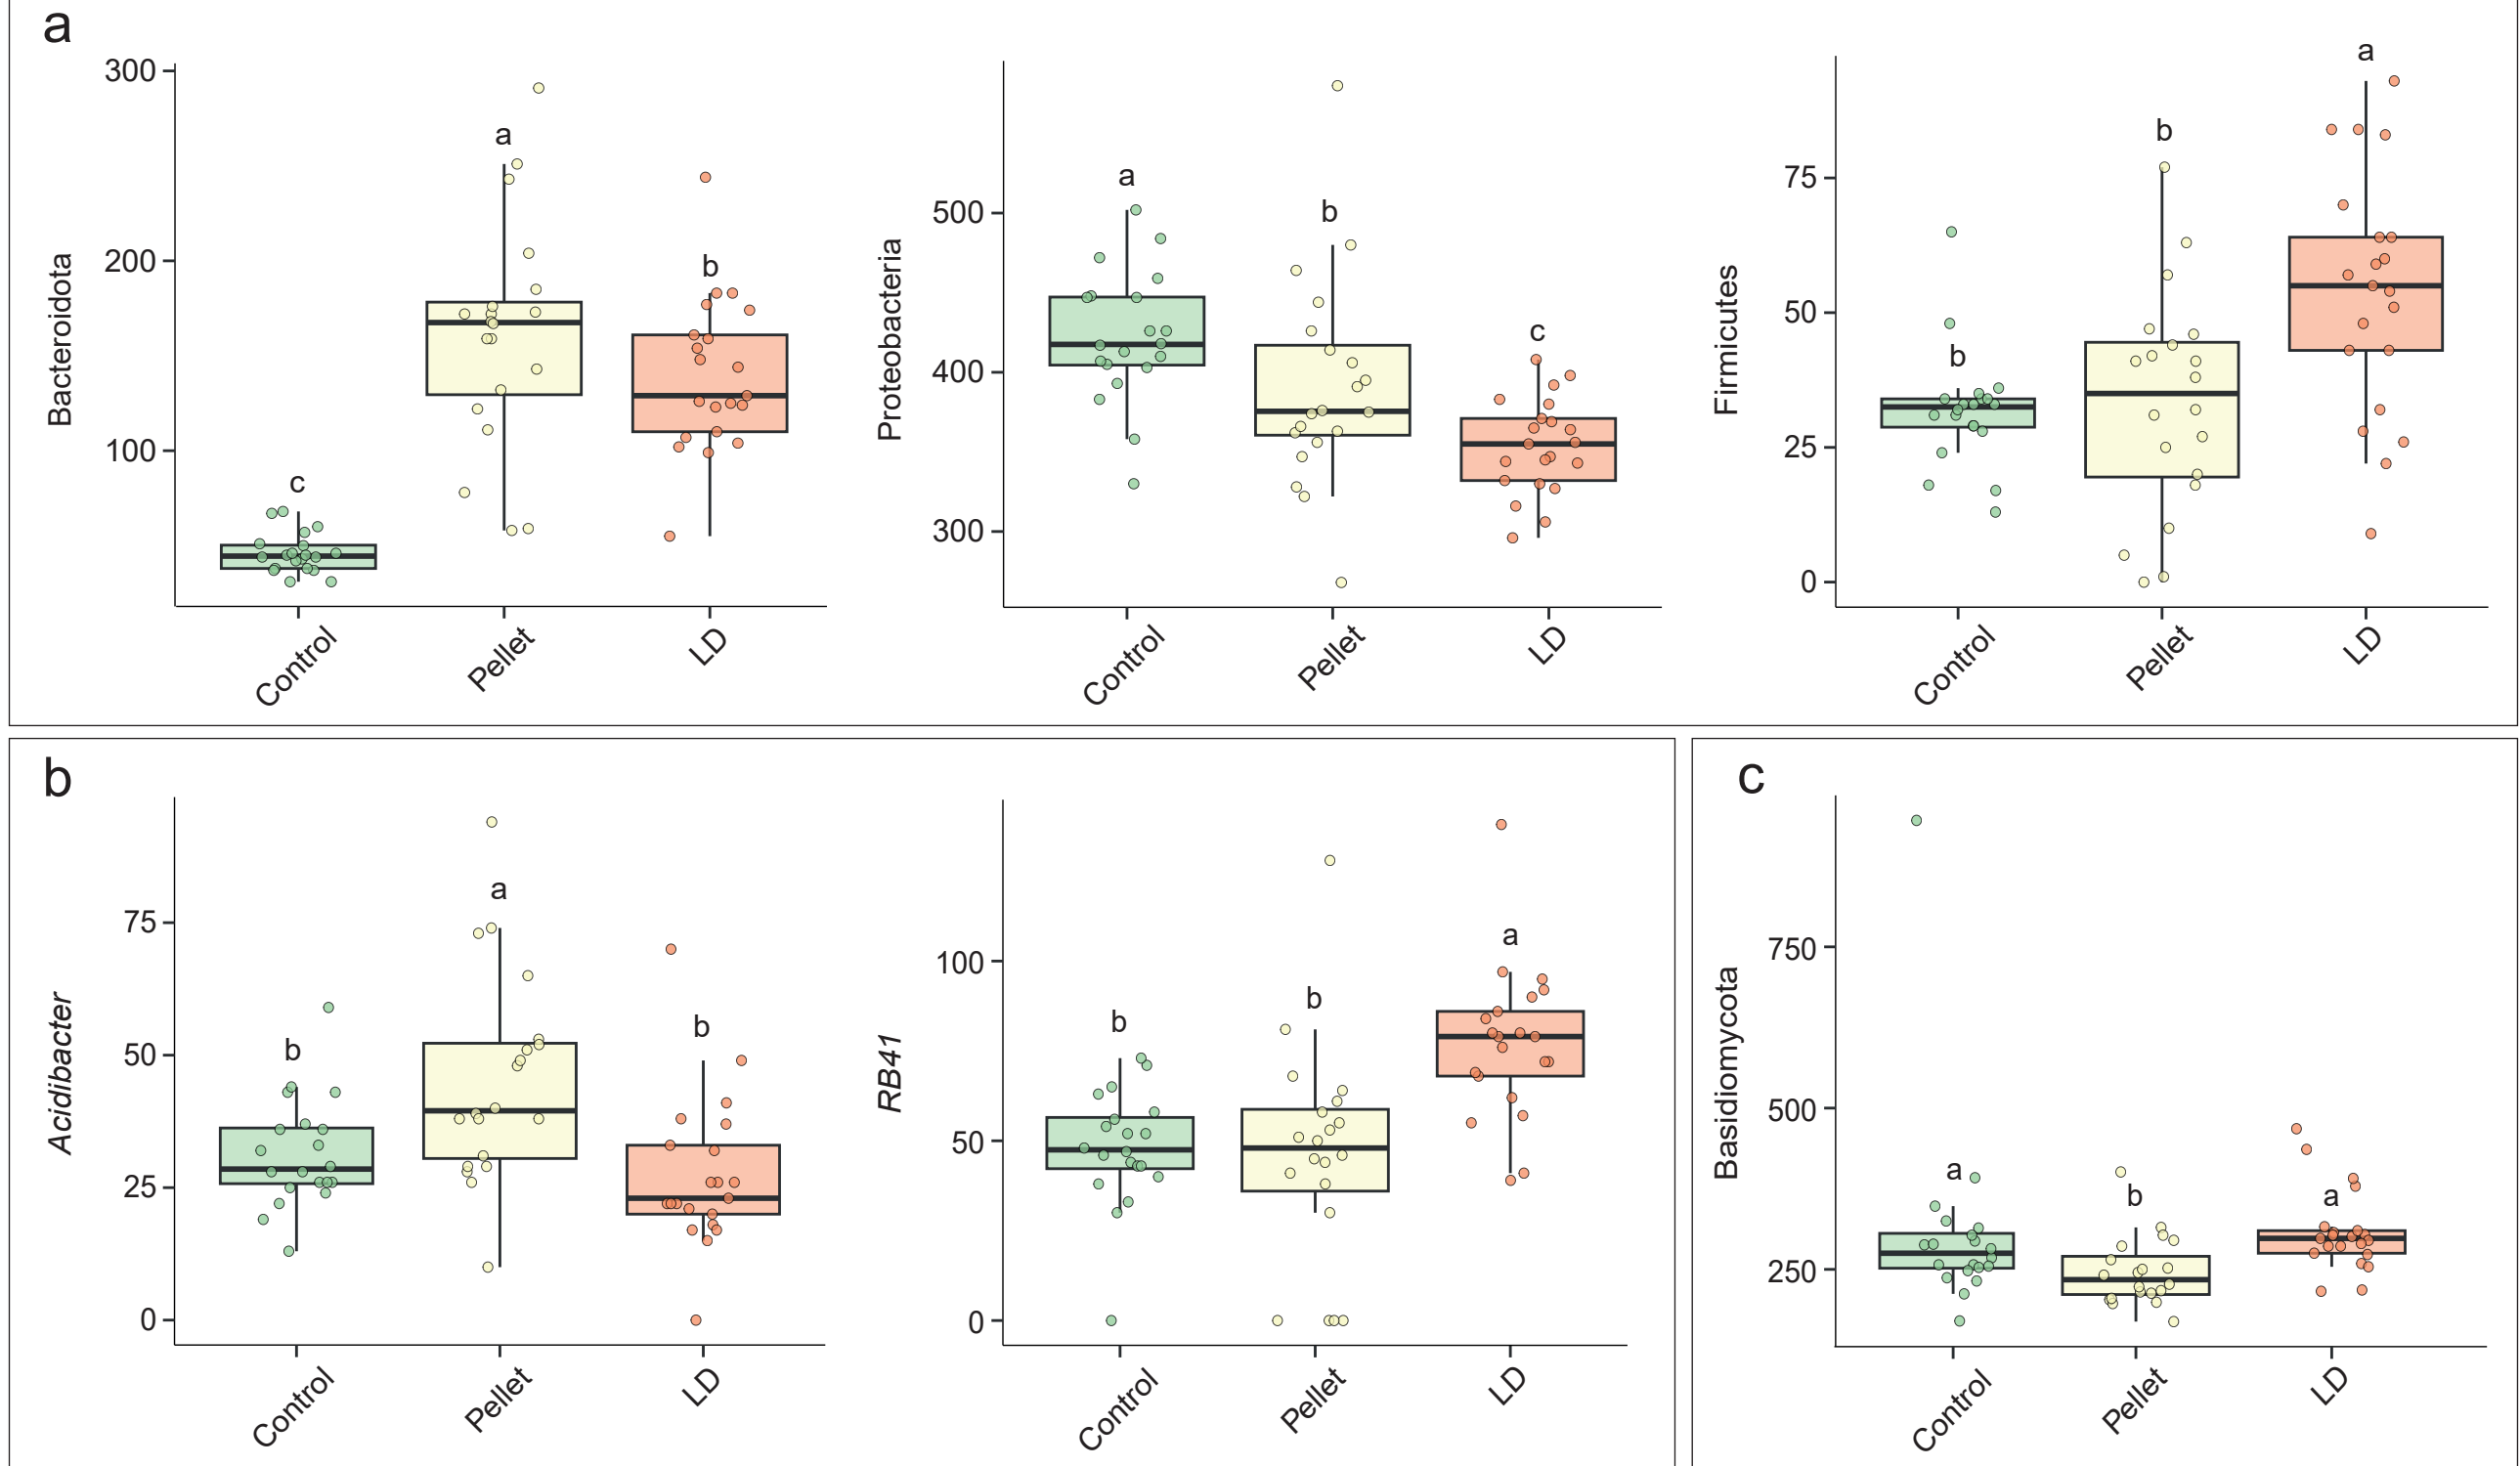 a
Bacteroidota
300
200
100
c
a
b
Control
Pellet
LD
Proteobacteria
500
400
300
a
b
c
Control
Pellet
LD
Firmicutes
75
50
25
0
b
b
a
Control
Pellet
LD
b
Acidibacter
75
50
25
0
b
a
b
Control
Pellet
LD
RB41
100
50
0
b
b
a
Control
Pellet
LD
c
Basidiomycota
750
500
250
a
b
a
Control
Pellet
LD